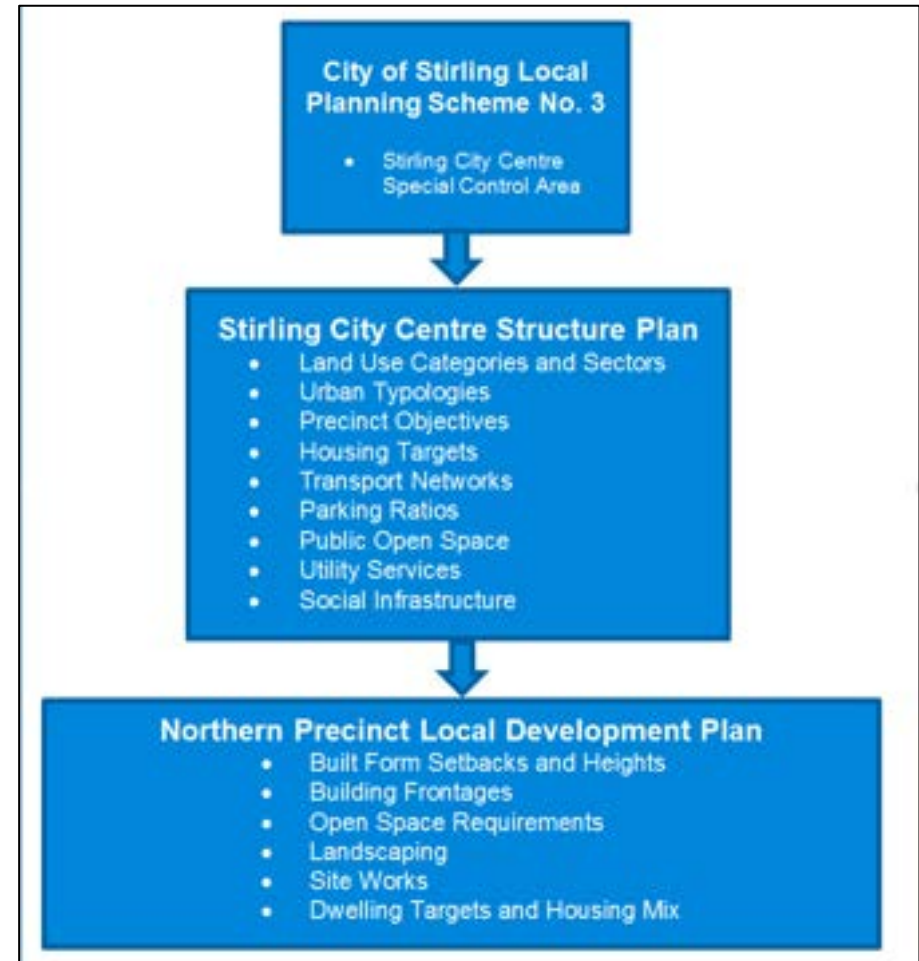 City of Stirling Local
Planning Scheme No. 3
• Stirling City Centre
Special Control Area
Stirling City Centre Structure Plan
• Land Use Categories and Sectors
• Urban Typologies
• Precinct Objectives
• Housing Targets
• Transport Networks
• Parking Ratios
• Public Open Space
• Utility Services
• Social Infrastructure
Northern Precinct Local Development Plan
• Built Form Setbacks and Heights
• Building Frontages
• Open Space Requirements
• Landscaping
• Site Works
• Dwelling Targets and Housing Mix